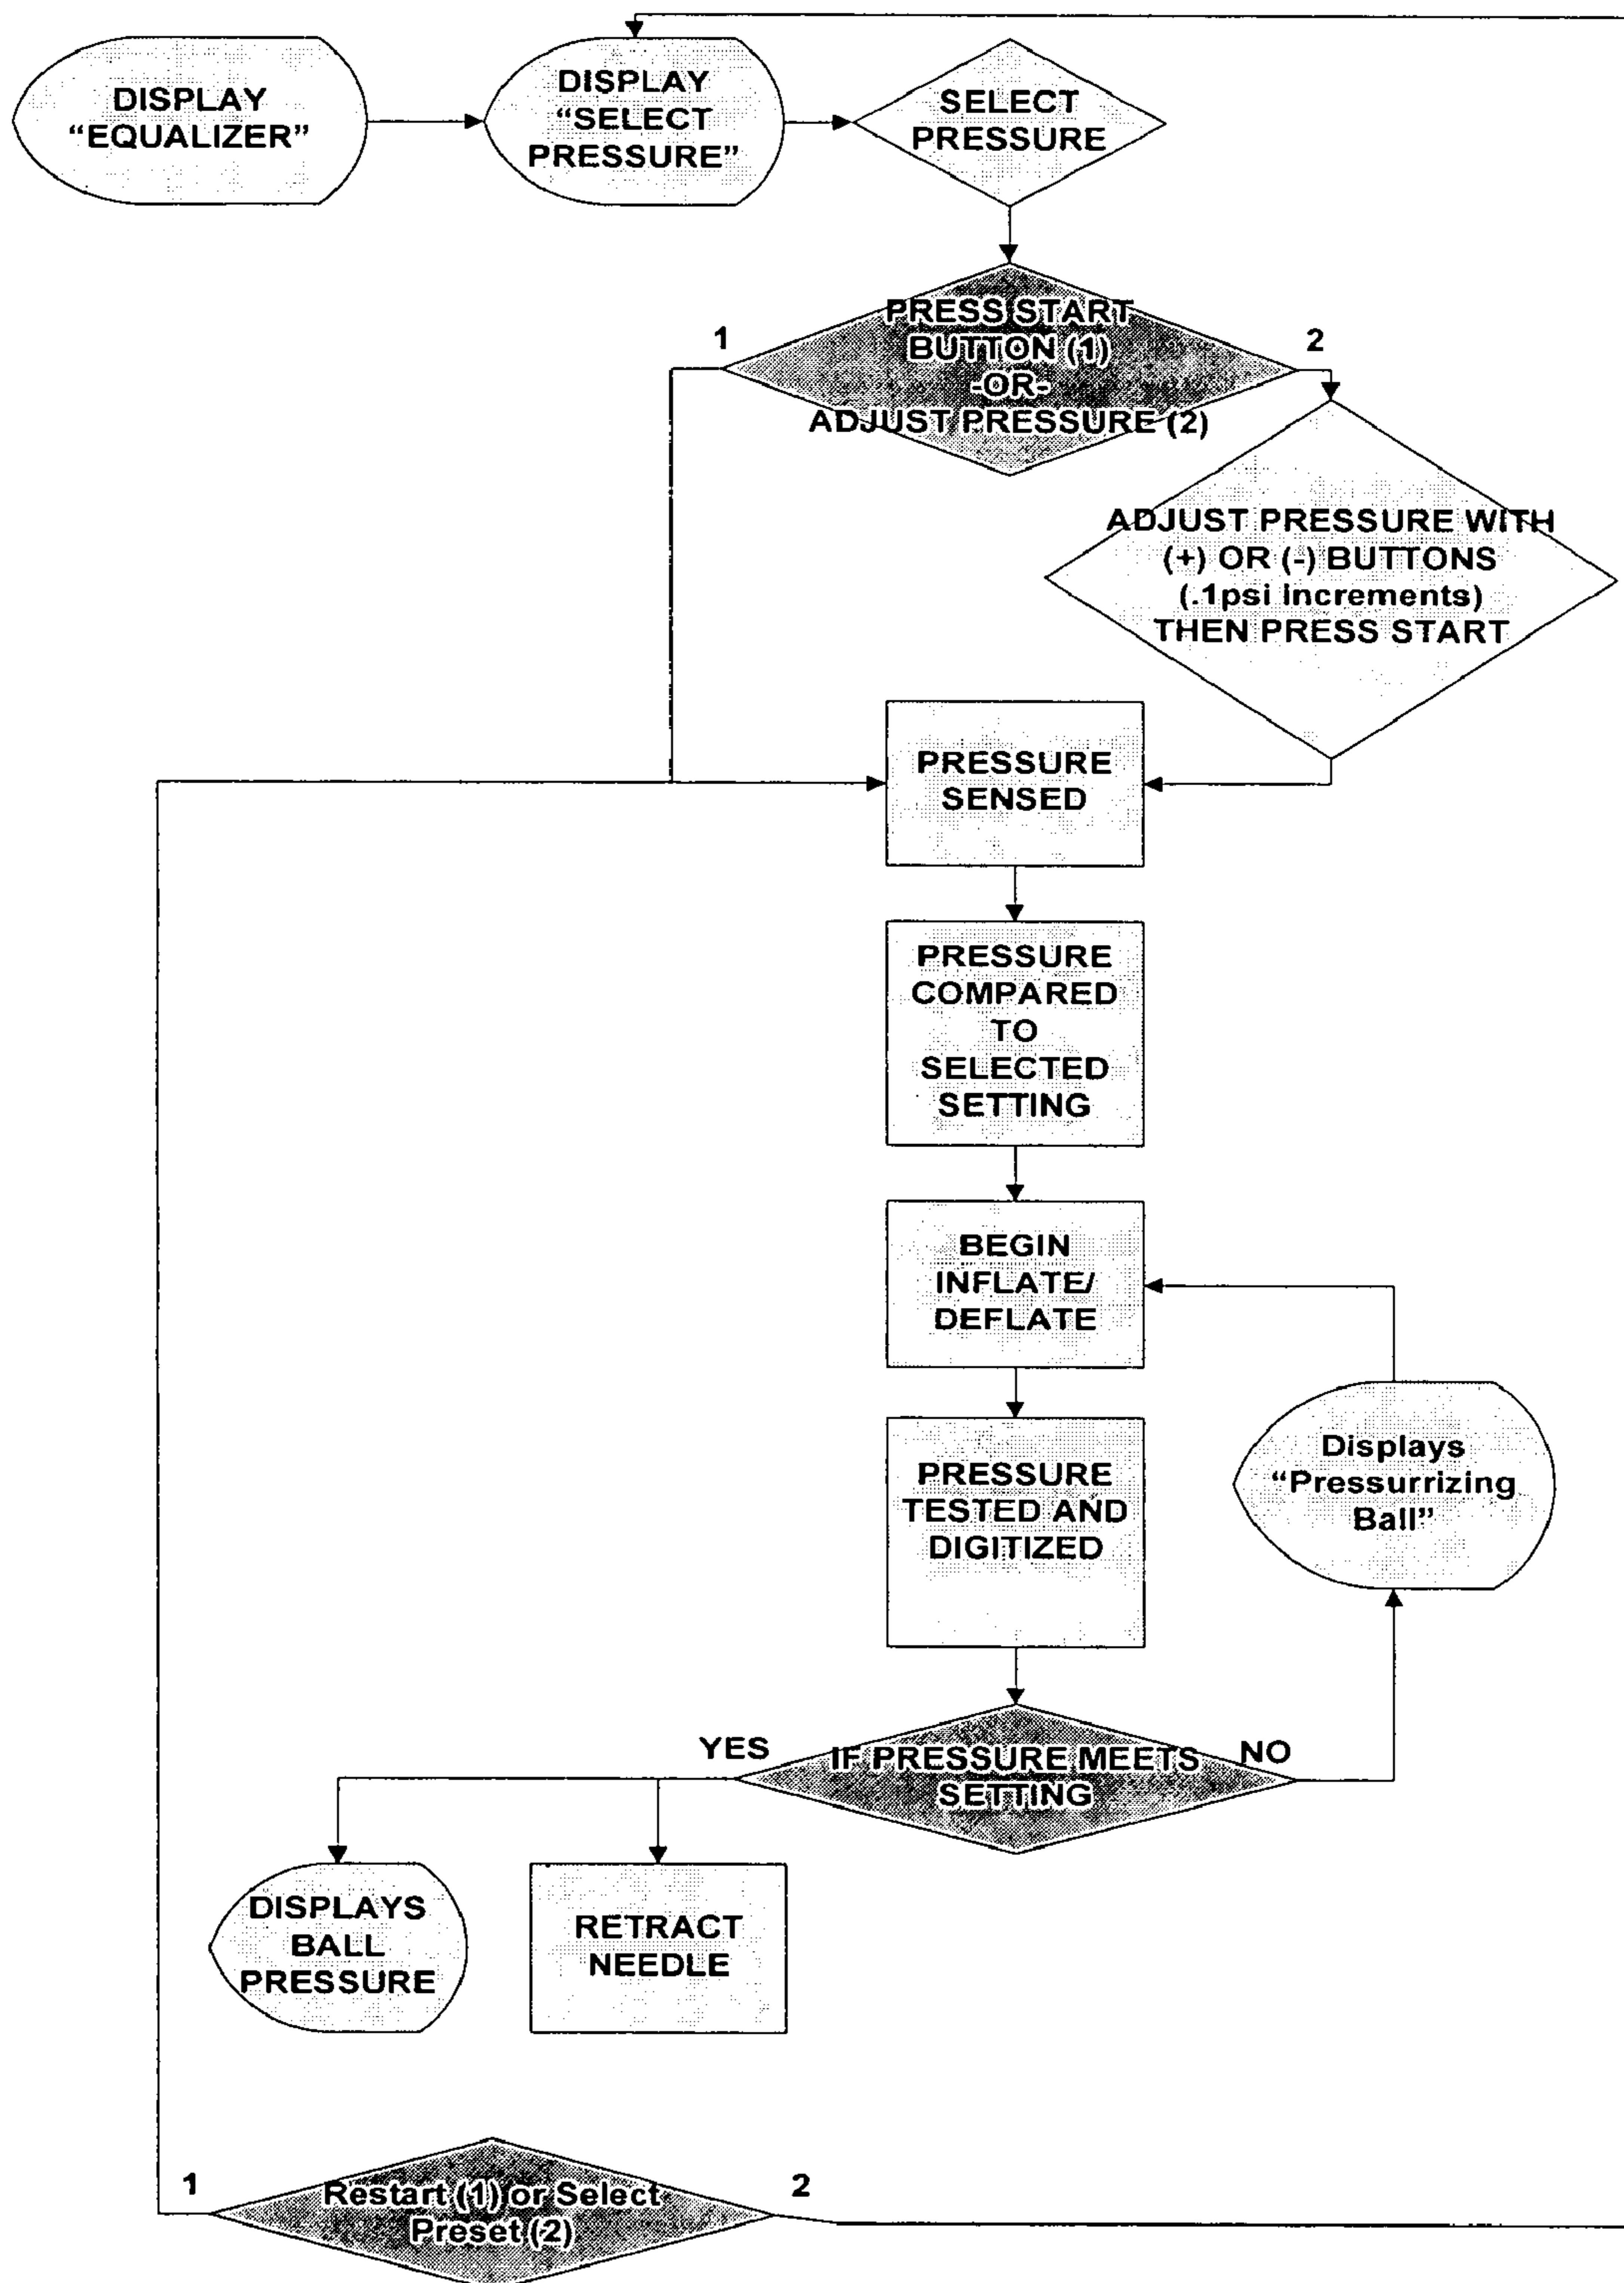 DISPLAY
“EQUALIZER”
DISPLAY
“SELECT
PRESSURE”
SELECT
PRESSURE
PRESS START
BUTTON (1)
-OR-
ADJUST PRESSURE (2)
1
2
ADJUST PRESSURE WITH
(+) OR (-) BUTTONS
(.1psi increments)
THEN PRESS START
PRESSURE
SENSED
PRESSURE
COMPARED
TO
SELECTED
SETTING
BEGIN
INFLATE/
DEFLATE
PRESSURE
TESTED AND
DIGITIZED
Displays
“Pressurrizing
Ball”
YES
IF PRESSURE MEETS
SETTING
NO
DISPLAYS
BALL
PRESSURE
RETRACT
NEEDLE
1
Restart (1) or Select
Preset (2)
2